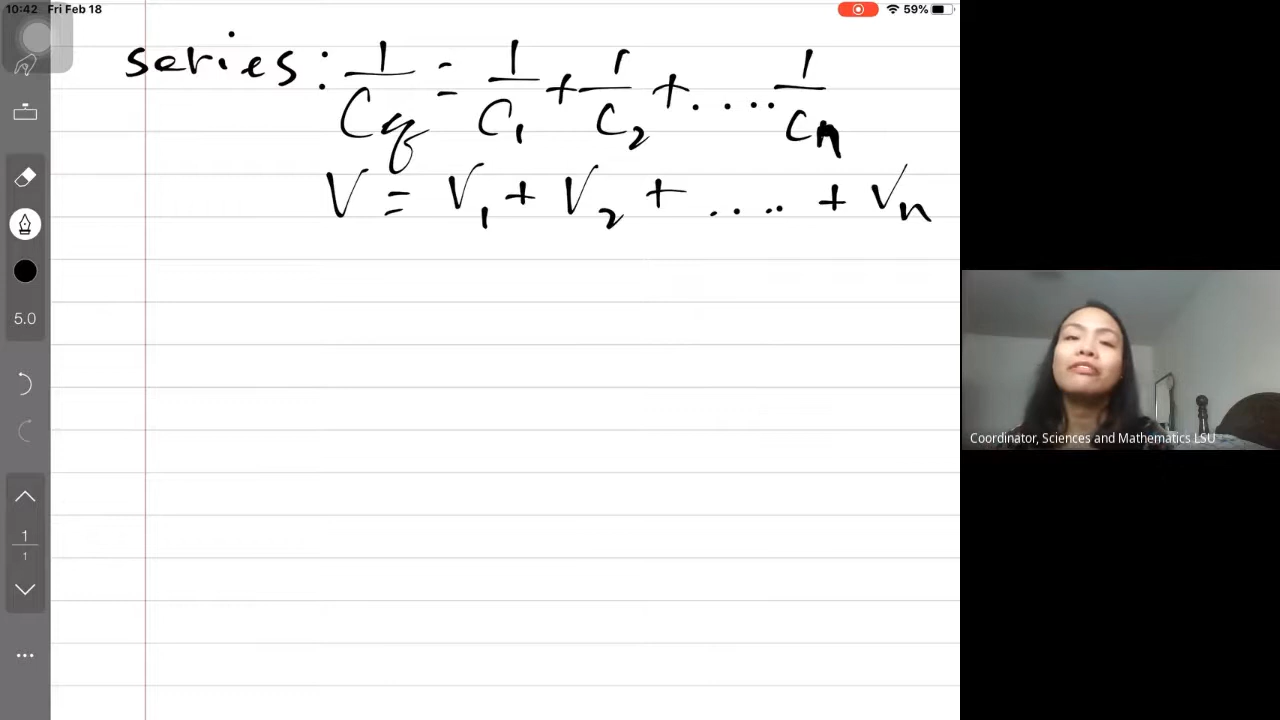 10:42 Fri Feb 18
59%
series: 1/Cq = 1/C₁ + 1/C₂ + .... 1/Cn
V = V₁ + V₂ + .... + Vn
5.0
1
1
Coordinator, Sciences and Mathematics LSU